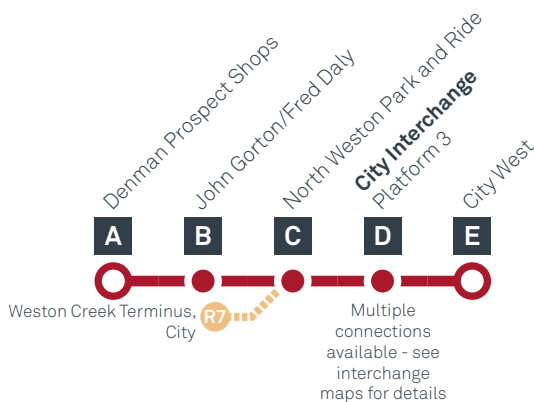 Denman Prospect Shops
John Gorton/Fred Daly
North Weston Park and Ride
City Interchange
Platform 3
City West
A
B
C
D
E
Weston Creek Terminus,
City
R7
Multiple
connections
available - see
interchange
maps for details